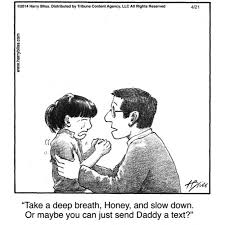 ©2014 Harry Bliss. Distributed by Tribune Content Agency, LLC All Rights Reserved
4/21
www.harrybliss.com
"Take a deep breath, Honey, and slow down.
Or maybe you can just send Daddy a text?"